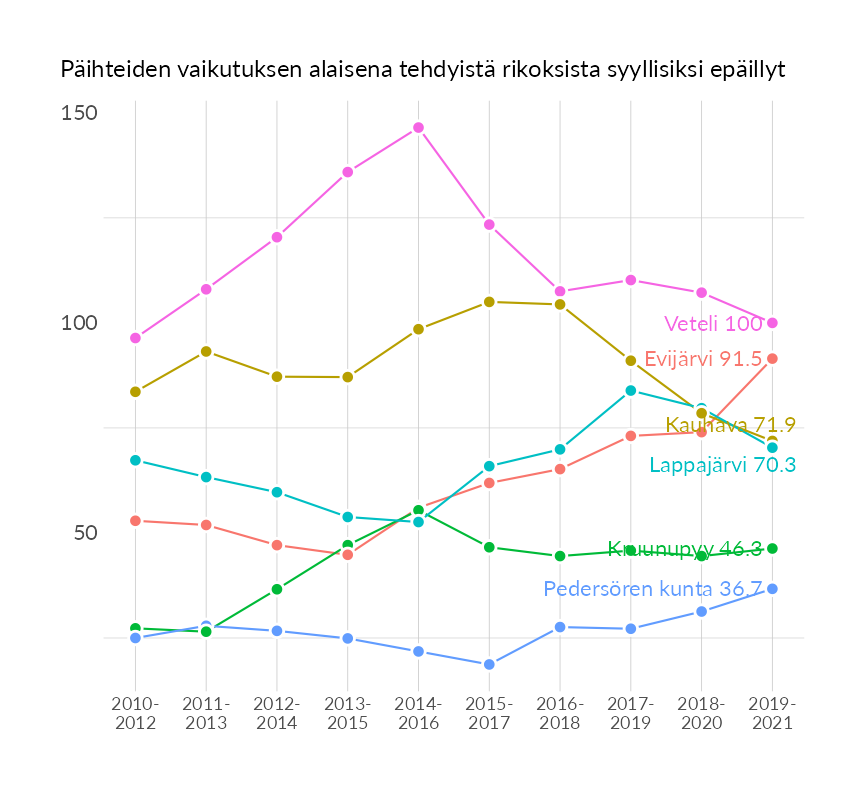 Päihteiden vaikutuksen alaisena tehdyistä rikoksista syyllisiksi epäillyt
150
100
50
Veteli 100
Evijärvi 91.5
Kauhava 71.9
Lappajärvi 70.3
Kruunupyy 46.3
Pedersören kunta 36.7
2010- 2011- 2012- 2013- 2014- 2015- 2016- 2017- 2018- 2019-
2012 2013 2014 2015 2016 2017 2018 2019 2020 2021